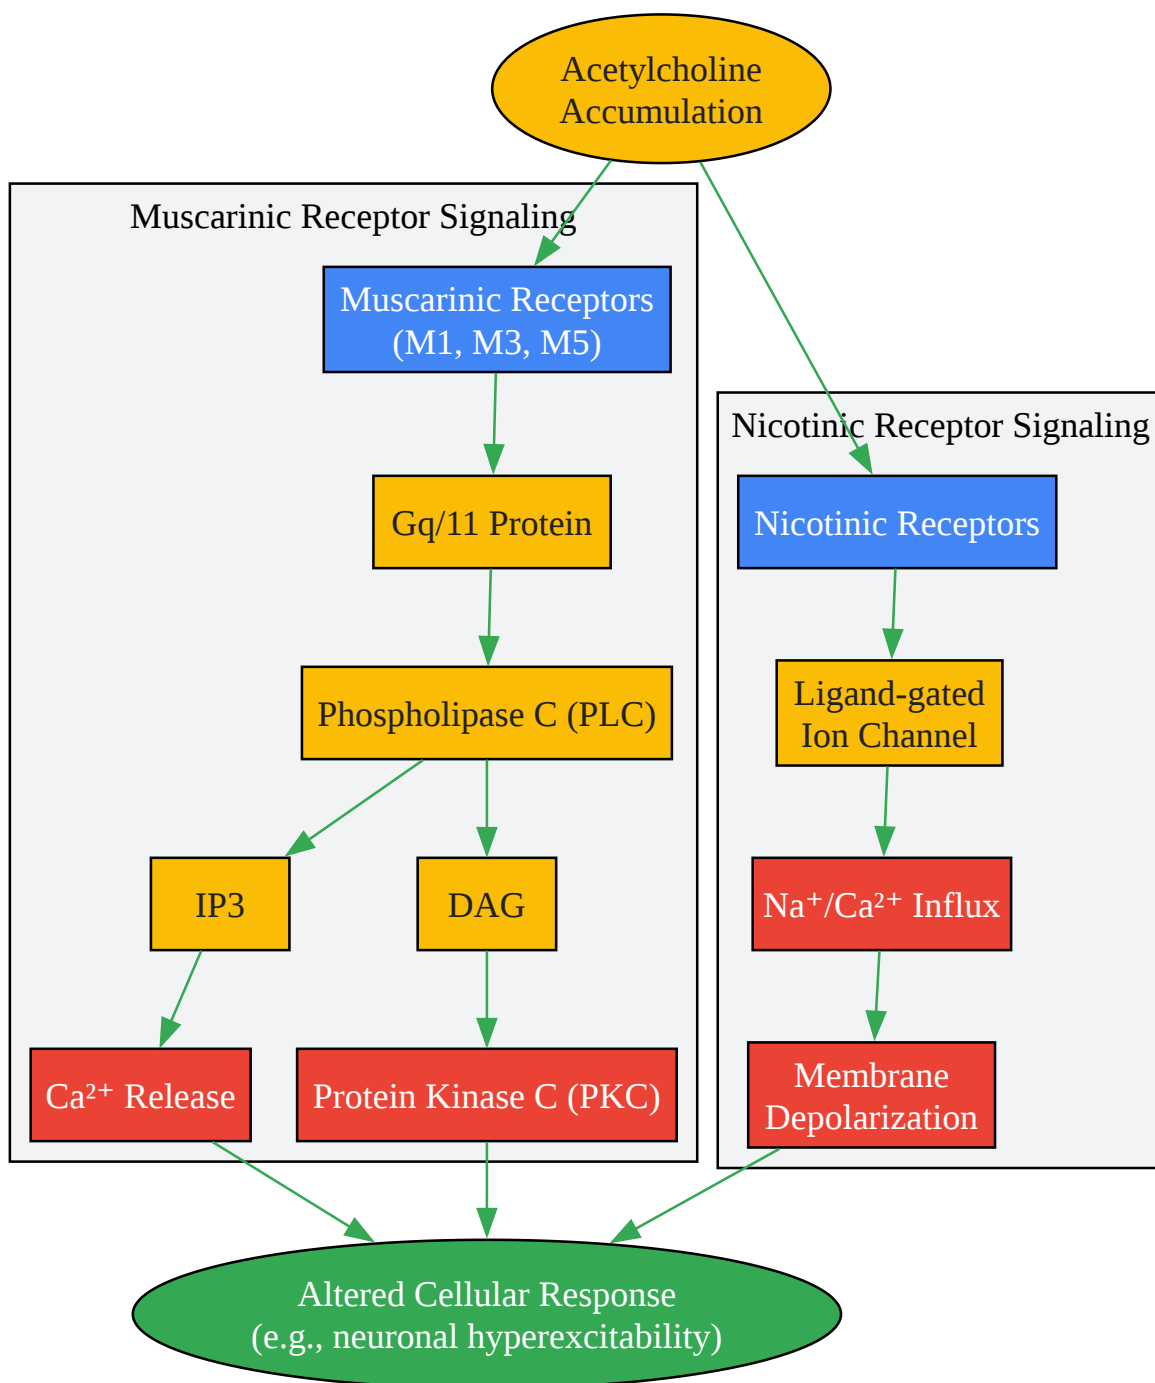 Acetylcholine
Accumulation
Muscarinic Receptor Signaling
Muscarinic Receptors
(M1, M3, M5)
Nicotinic Receptor Signaling
Gq/11 Protein
Nicotinic Receptors
Phospholipase C (PLC)
Ligand-gated
Ion Channel
IP3
DAG
Na⁺/Ca²⁺ Influx
Ca²⁺ Release
Protein Kinase C (PKC)
Membrane
Depolarization
Altered Cellular Response
(e.g., neuronal hyperexcitability)